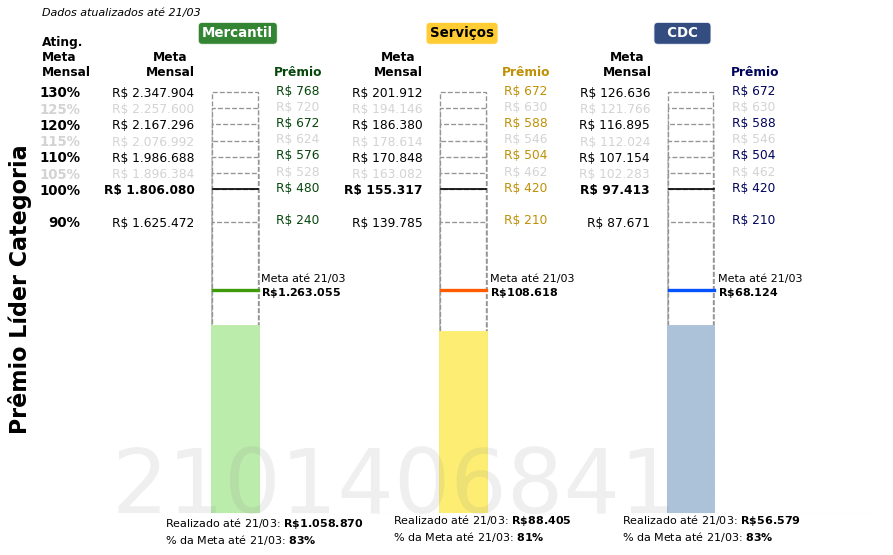 Dados atualizados até 21/03
Mercantil Serviços CDC
Ating. Meta Mensal Meta Mensal Prêmio Meta Mensal Prêmio Meta Mensal Prêmio
130% R$ 2.347.904 R$ 768 R$ 201.912 R$ 672 R$ 126.636 R$ 672
125% R$ 2.257.600 R$ 720 R$ 194.146 R$ 630 R$ 121.766 R$ 630
120% R$ 2.167.296 R$ 672 R$ 186.380 R$ 588 R$ 116.895 R$ 588
115% R$ 2.076.992 R$ 624 R$ 178.614 R$ 546 R$ 112.024 R$ 546
110% R$ 1.986.688 R$ 576 R$ 170.848 R$ 504 R$ 107.154 R$ 504
105% R$ 1.896.384 R$ 528 R$ 163.082 R$ 462 R$ 102.283 R$ 462
100% R$ 1.806.080 R$ 480 R$ 155.317 R$ 420 R$ 97.413 R$ 420
90% R$ 1.625.472 R$ 240 R$ 139.785 R$ 210 R$ 87.671 R$ 210
Prêmio Líder Categoria
Meta até 21/03 Meta até 21/03 Meta até 21/03
R$1.263.055 R$108.618 R$68.124
2101406841
Realizado até 21/03: R$1.058.870 Realizado até 21/03: R$88.405 Realizado até 21/03: R$56.579
% da Meta até 21/03: 83% % da Meta até 21/03: 81% % da Meta até 21/03: 83%